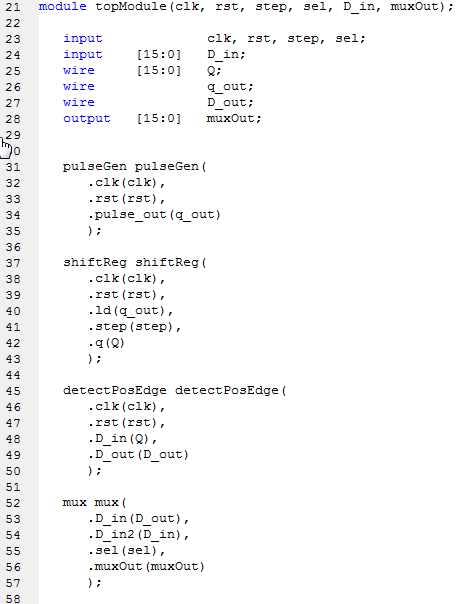 21 module topModule(clk, rst, step, sel, D_in, muxOut);
22
23 input clk, rst, step, sel;
24 input [15:0] D_in;
25 wire [15:0] Q;
26 wire q_out;
27 wire D_out;
28 output [15:0] muxOut;
29
30
31 pulseGen pulseGen(
32 .clk(clk),
33 .rst(rst),
34 .pulse_out(q_out)
35 );
36
37 shiftReg shiftReg(
38 .clk(clk),
39 .rst(rst),
40 .ld(q_out),
41 .step(step),
42 .q(Q)
43 );
44
45 detectPosEdge detectPosEdge(
46 .clk(clk),
47 .rst(rst),
48 .D_in(Q),
49 .D_out(D_out)
50 );
51
52 mux mux(
53 .D_in(D_out),
54 .D_in2(D_in),
55 .sel(sel),
56 .muxOut(muxOut)
57 );
58